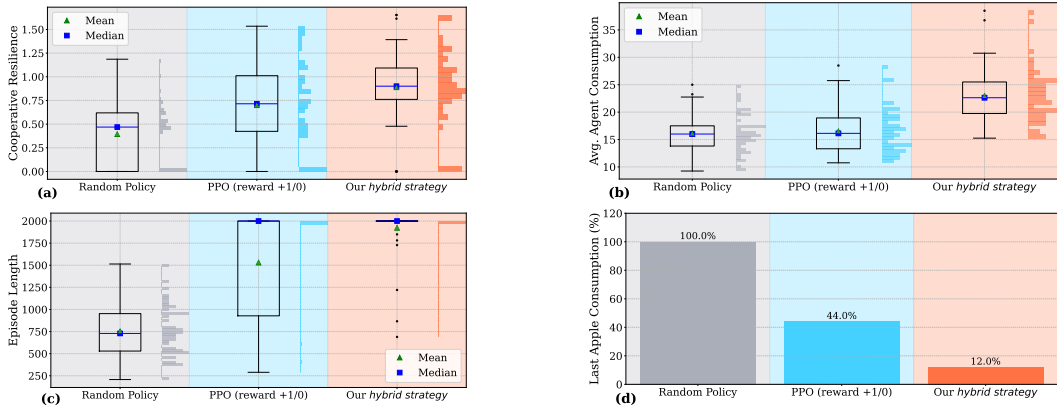 Cooperative Resilience
1.50
1.25
1.00
0.75
0.50
0.25
0.00
Mean
Median
(a)
Random Policy
PPO (reward +1/0)
Our hybrid strategy
Avg. Agent Consumption
35
30
25
20
15
10
Mean
Median
(b)
Random Policy
PPO (reward +1/0)
Our hybrid strategy
Episode Length
2000
1750
1500
1250
1000
750
500
250
Mean
Median
(c)
Random Policy
PPO (reward +1/0)
Our hybrid strategy
Last Apple Consumption (%)
120
100
80
60
40
20
0
100.0%
44.0%
12.0%
(d)
Random Policy
PPO (reward +1/0)
Our hybrid strategy